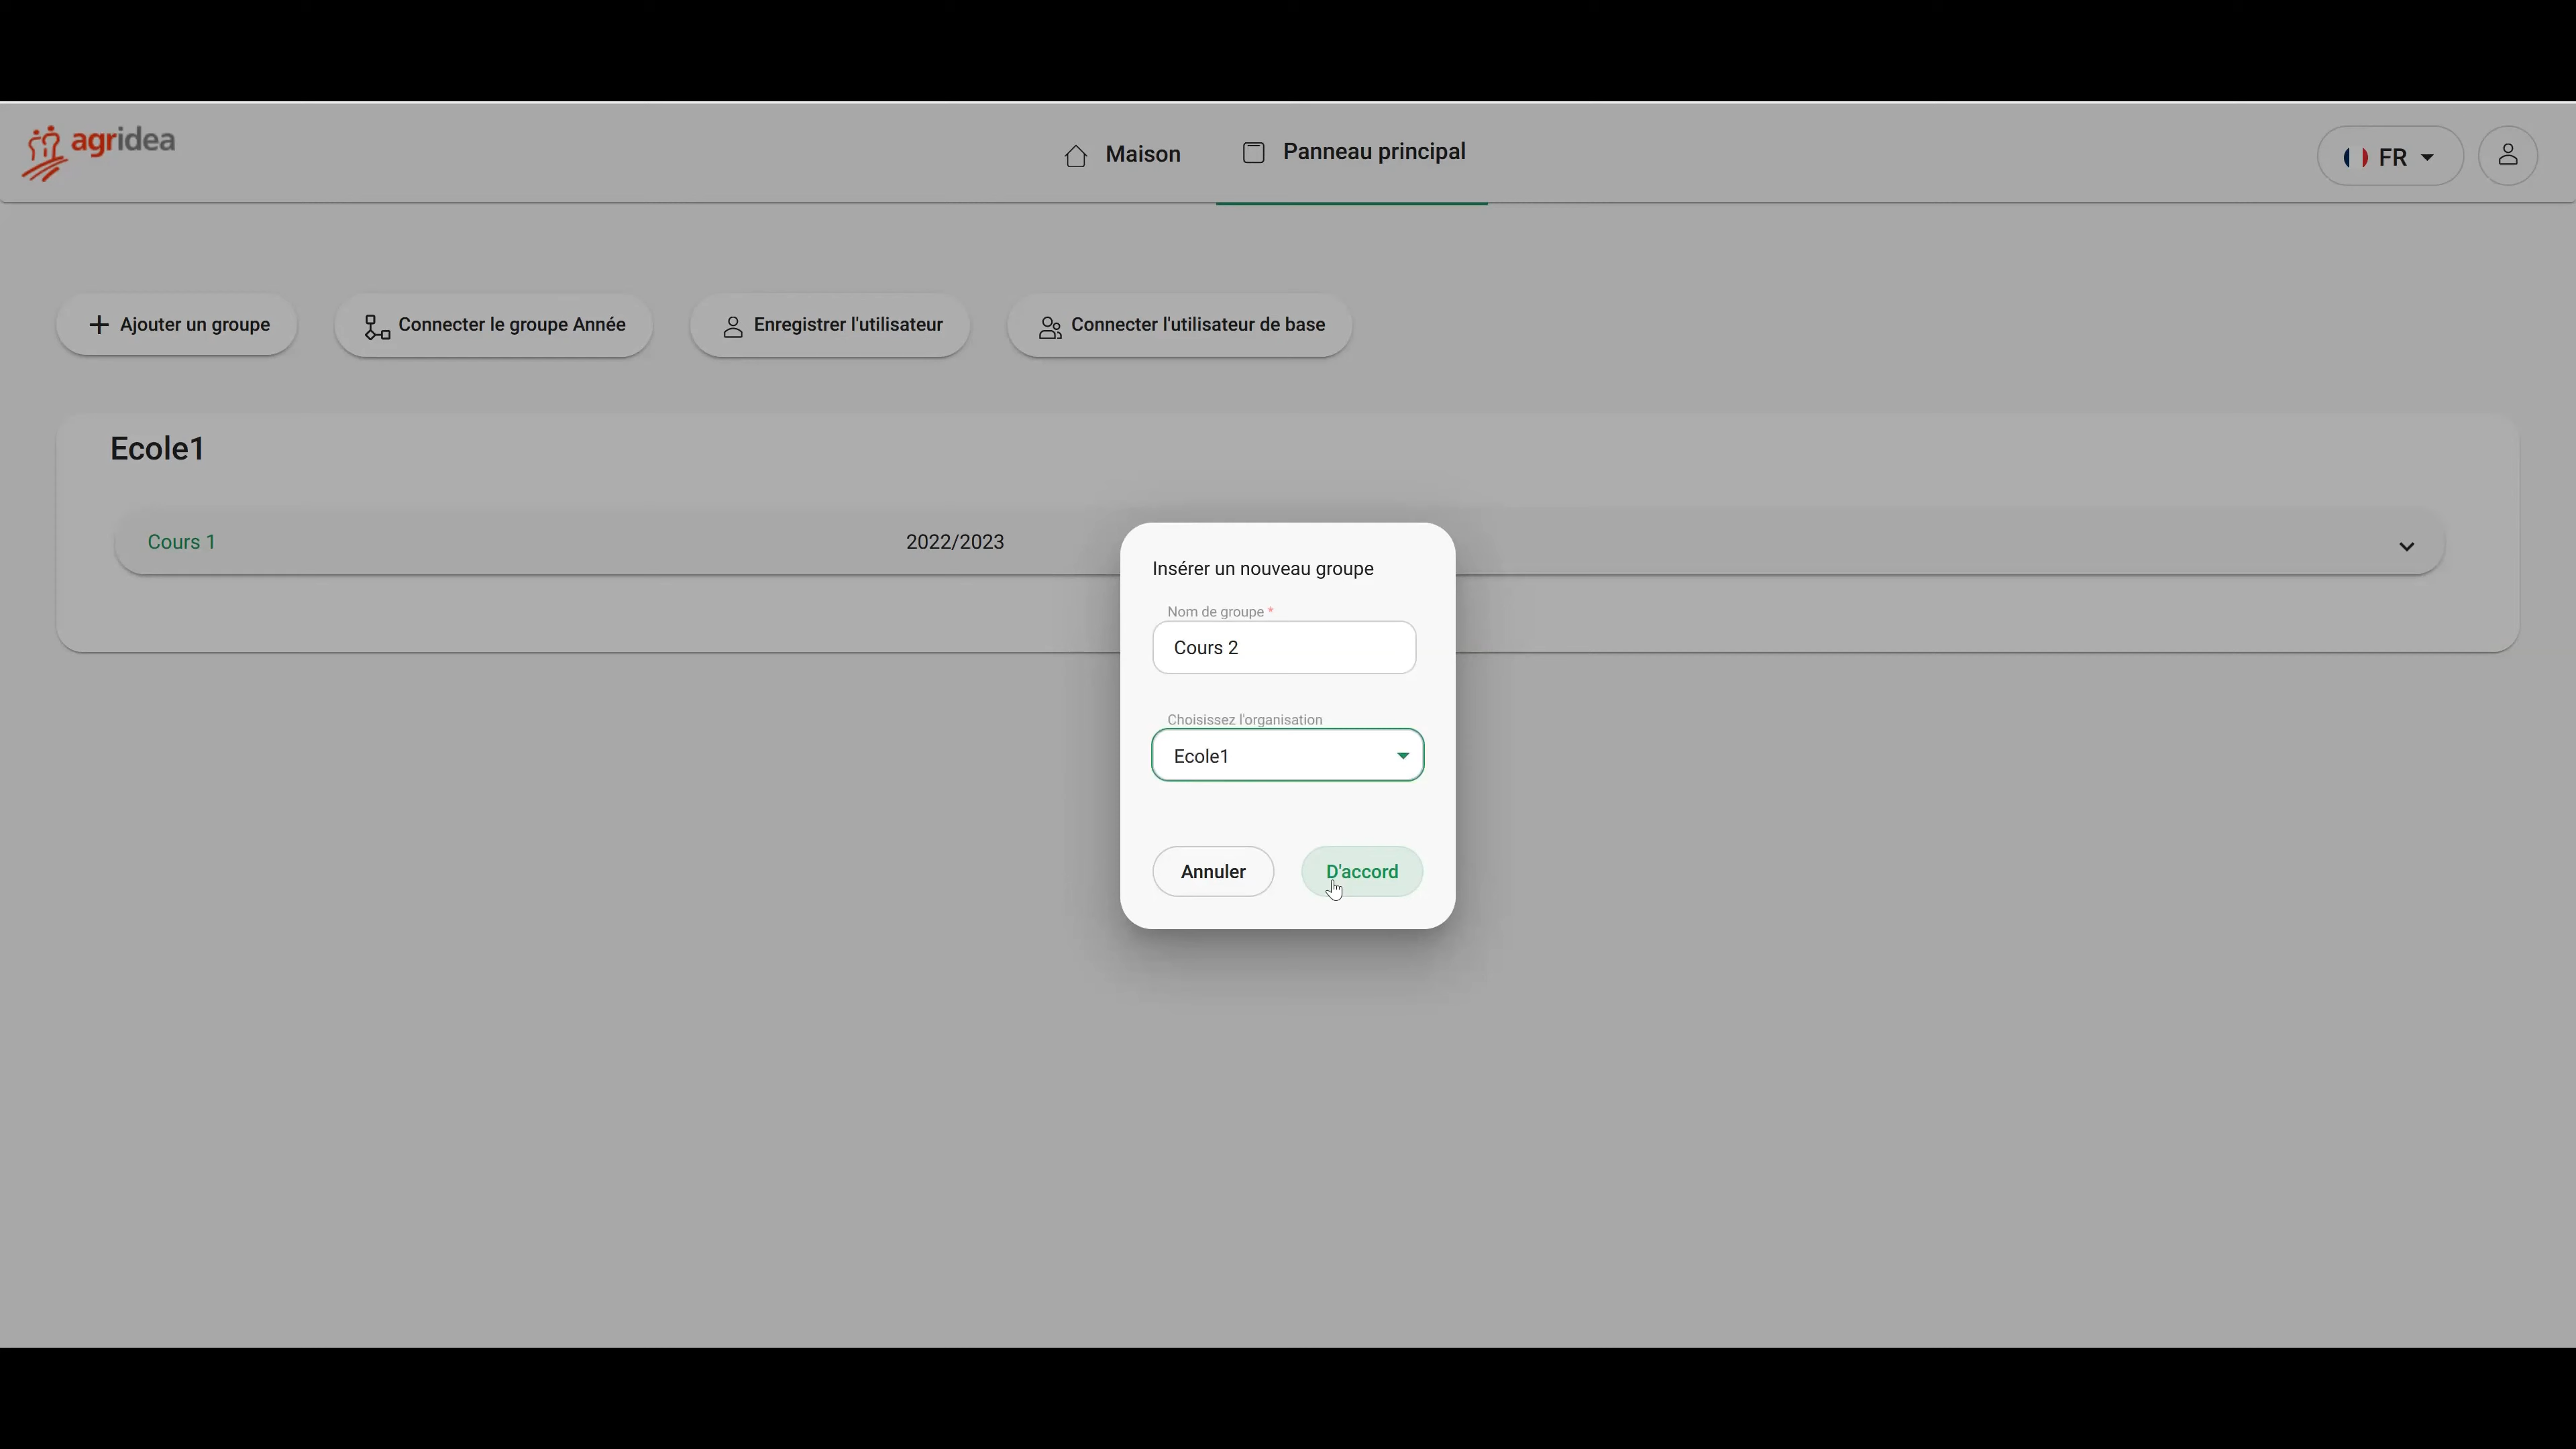 agridea
Maison
Panneau principal
FR
Ajouter un groupe
Connecter le groupe Année
Enregistrer l'utilisateur
Connecter l'utilisateur de base
Ecole1
Cours 1
2022/2023
Insérer un nouveau groupe
Nom de groupe *
Cours 2
Choisissez l'organisation
Ecole1
Annuler
D'accord